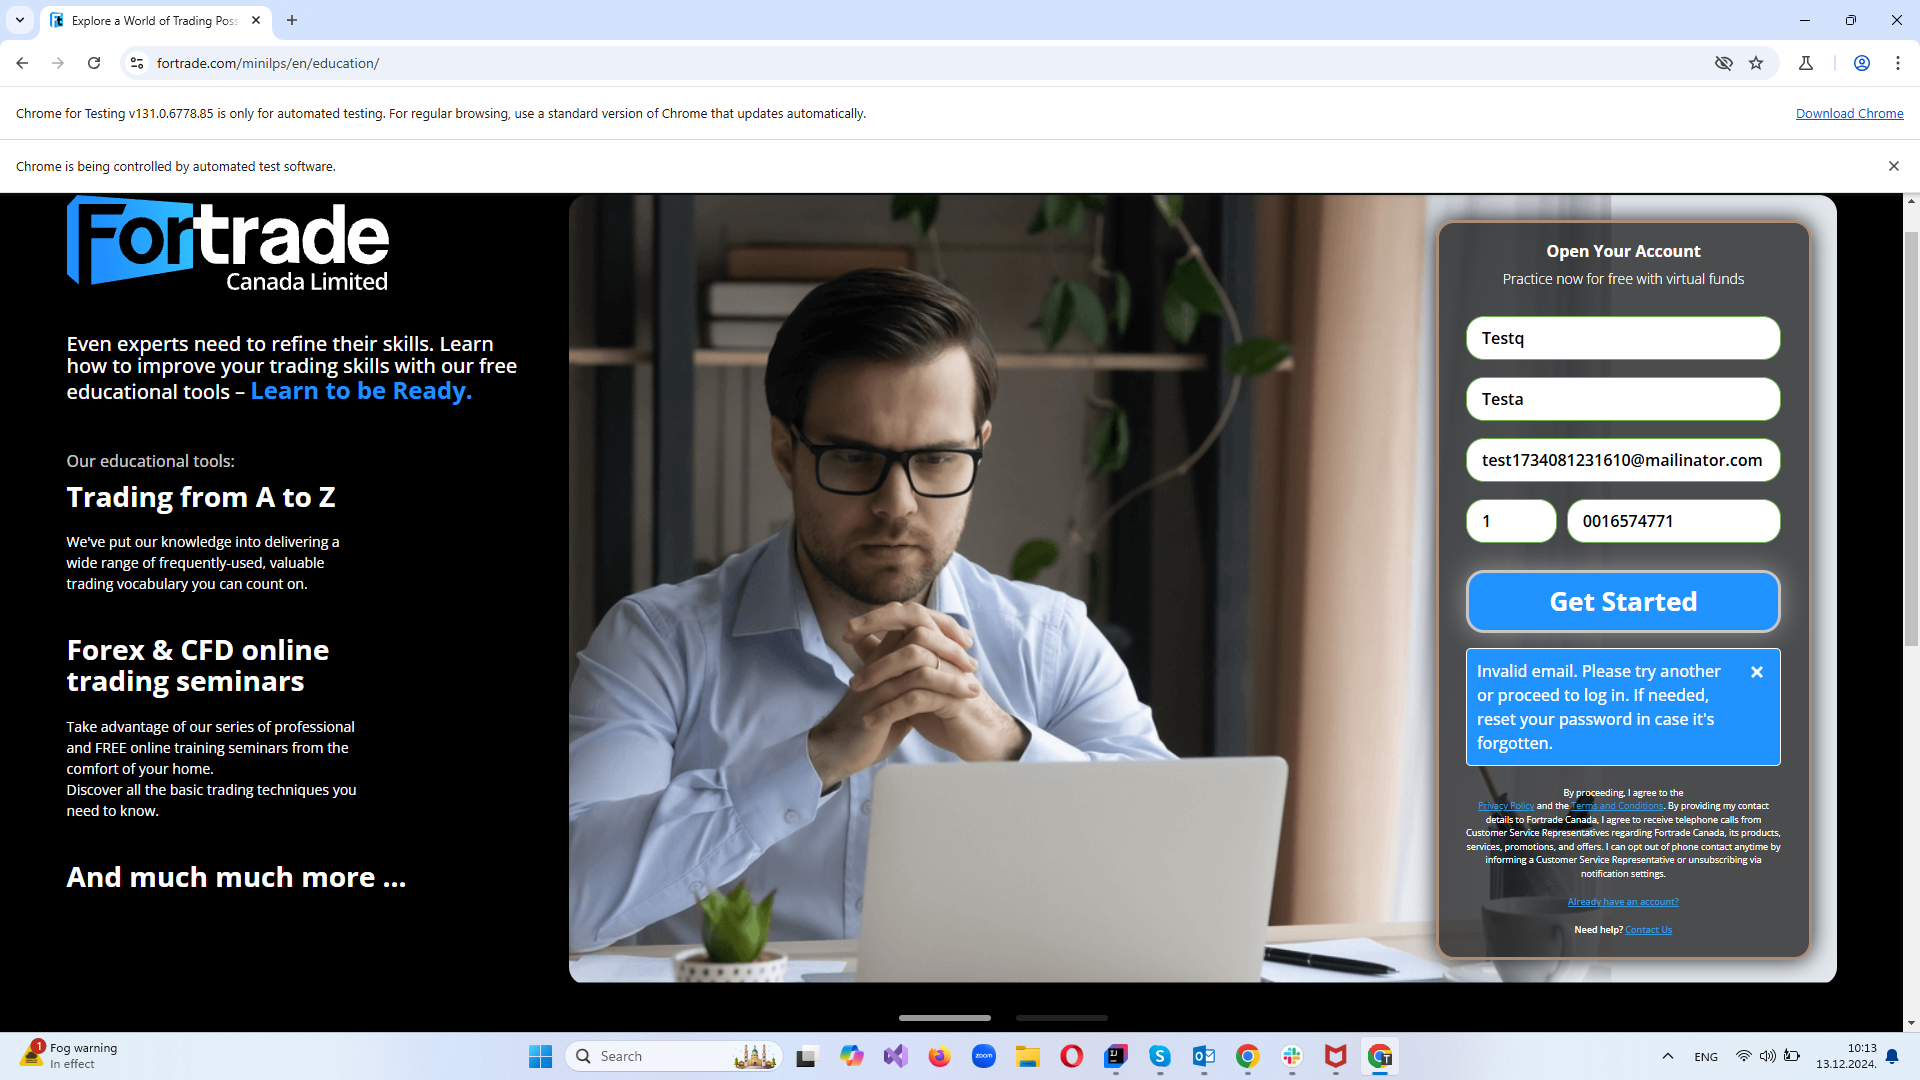 Explore a World of Trading Poss
fortrade.com/minilps/en/education/
Chrome for Testing v131.0.6778.85 is only for automated testing. For regular browsing, use a standard version of Chrome that updates automatically.
Download Chrome
Chrome is being controlled by automated test software.
Fortrade
Canada Limited
Even experts need to refine their skills. Learn
how to improve your trading skills with our free
educational tools – Learn to be Ready.
Our educational tools:
Trading from A to Z
We've put our knowledge into delivering a
wide range of frequently-used, valuable
trading vocabulary you can count on.
Forex & CFD online
trading seminars
Take advantage of our series of professional
and FREE online training seminars from the
comfort of your home.
Discover all the basic trading techniques you
need to know.
And much much more ...
Open Your Account
Practice now for free with virtual funds
Testq
Testa
test1734081231610@mailinator.com
1
0016574771
Get Started
Invalid email. Please try another
or proceed to log in. If needed,
reset your password in case it's
forgotten.
By proceeding, I agree to the
Privacy Policy and the Terms and Conditions. By providing my contact
details to Fortrade Canada, I agree to receive telephone calls from
Customer Service Representatives regarding Fortrade Canada, its products,
services, promotions, and offers. I can opt out of phone contact anytime by
informing a Customer Service Representative or unsubscribing via
notification settings.
Already have an account?
Need help? Contact Us
1
Fog warning
In effect
Search
zoom
ENG
10:13
13.12.2024.